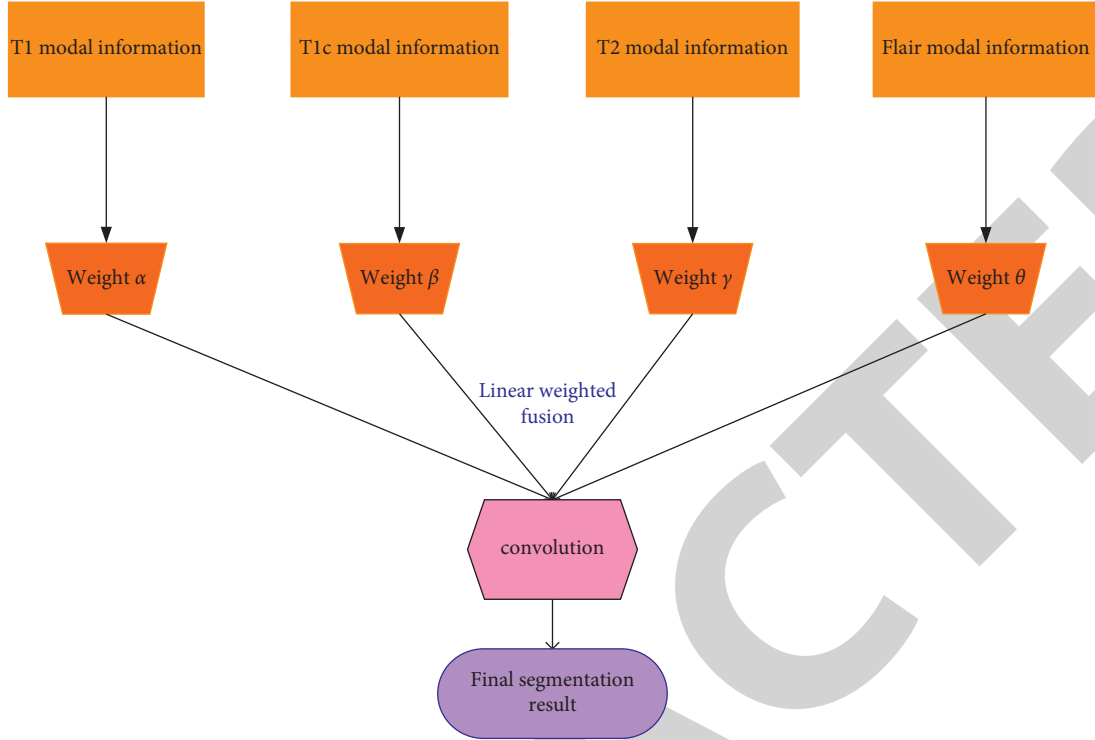 T1 modal information
T1c modal information
T2 modal information
Flair modal information
Weight α
Weight β
Weight γ
Weight θ
Linear weighted
fusion
convolution
Final segmentation
result
CTE